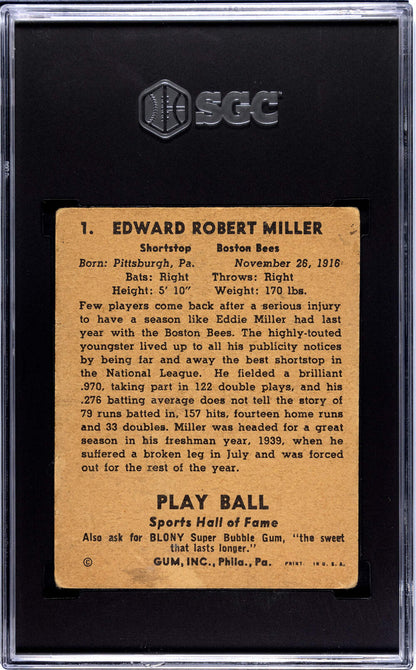 SGC
1. EDWARD ROBERT MILLER
Shortstop Boston Bees
Born: Pittsburgh, Pa. November 26, 1916
Bats: Right Throws: Right
Height: 5' 10" Weight: 170 lbs.
Few players come back after a serious injury
to have a season like Eddie Miller had last
year with the Boston Bees. The highly-touted
youngster lived up to all his publicity notices
by being far and away the best shortstop in
the National League. He fielded a brilliant
.970, taking part in 122 double plays, and his
.276 batting average does not tell the story of
79 runs batted in, 157 hits, fourteen home runs
and 33 doubles. Miller was headed for a great
season in his freshman year, 1939, when he
suffered a broken leg in July and was forced
out for the rest of the year.
PLAY BALL
Sports Hall of Fame
Also ask for BLONY Super Bubble Gum, "the sweet
that lasts longer."
© GUM, INC., Phila., Pa. PRINT. IN U.S.A.